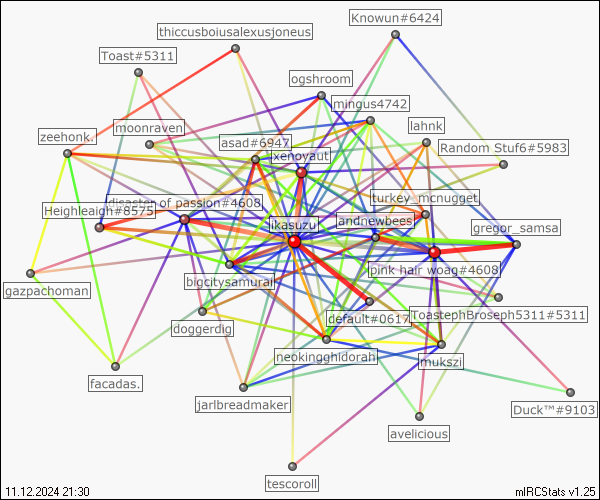 Knowun#6424
thiccusboiusalexusjoneus
Toast#5311
ogshroom
mingus4742
lahnk
moonraven
zeehonk.
asad#6947
Random Stuf6#5983
xenoyaut
turkey_mcnugget
disaster of passion#4608
Heighleaigh#8575
ikasuzu
andnewbees
gregor_samsa
pink hair woag#4608
bigcitysamurai
gazpachoman
default#0617
ToastephBroseph5311#5311
doggerdig
neokingghidorah
mukszi
facadas.
jarlbreadmaker
Duck™#9103
avelicious
tescoroll
11.12.2024 21:30
mIRCStats v1.25